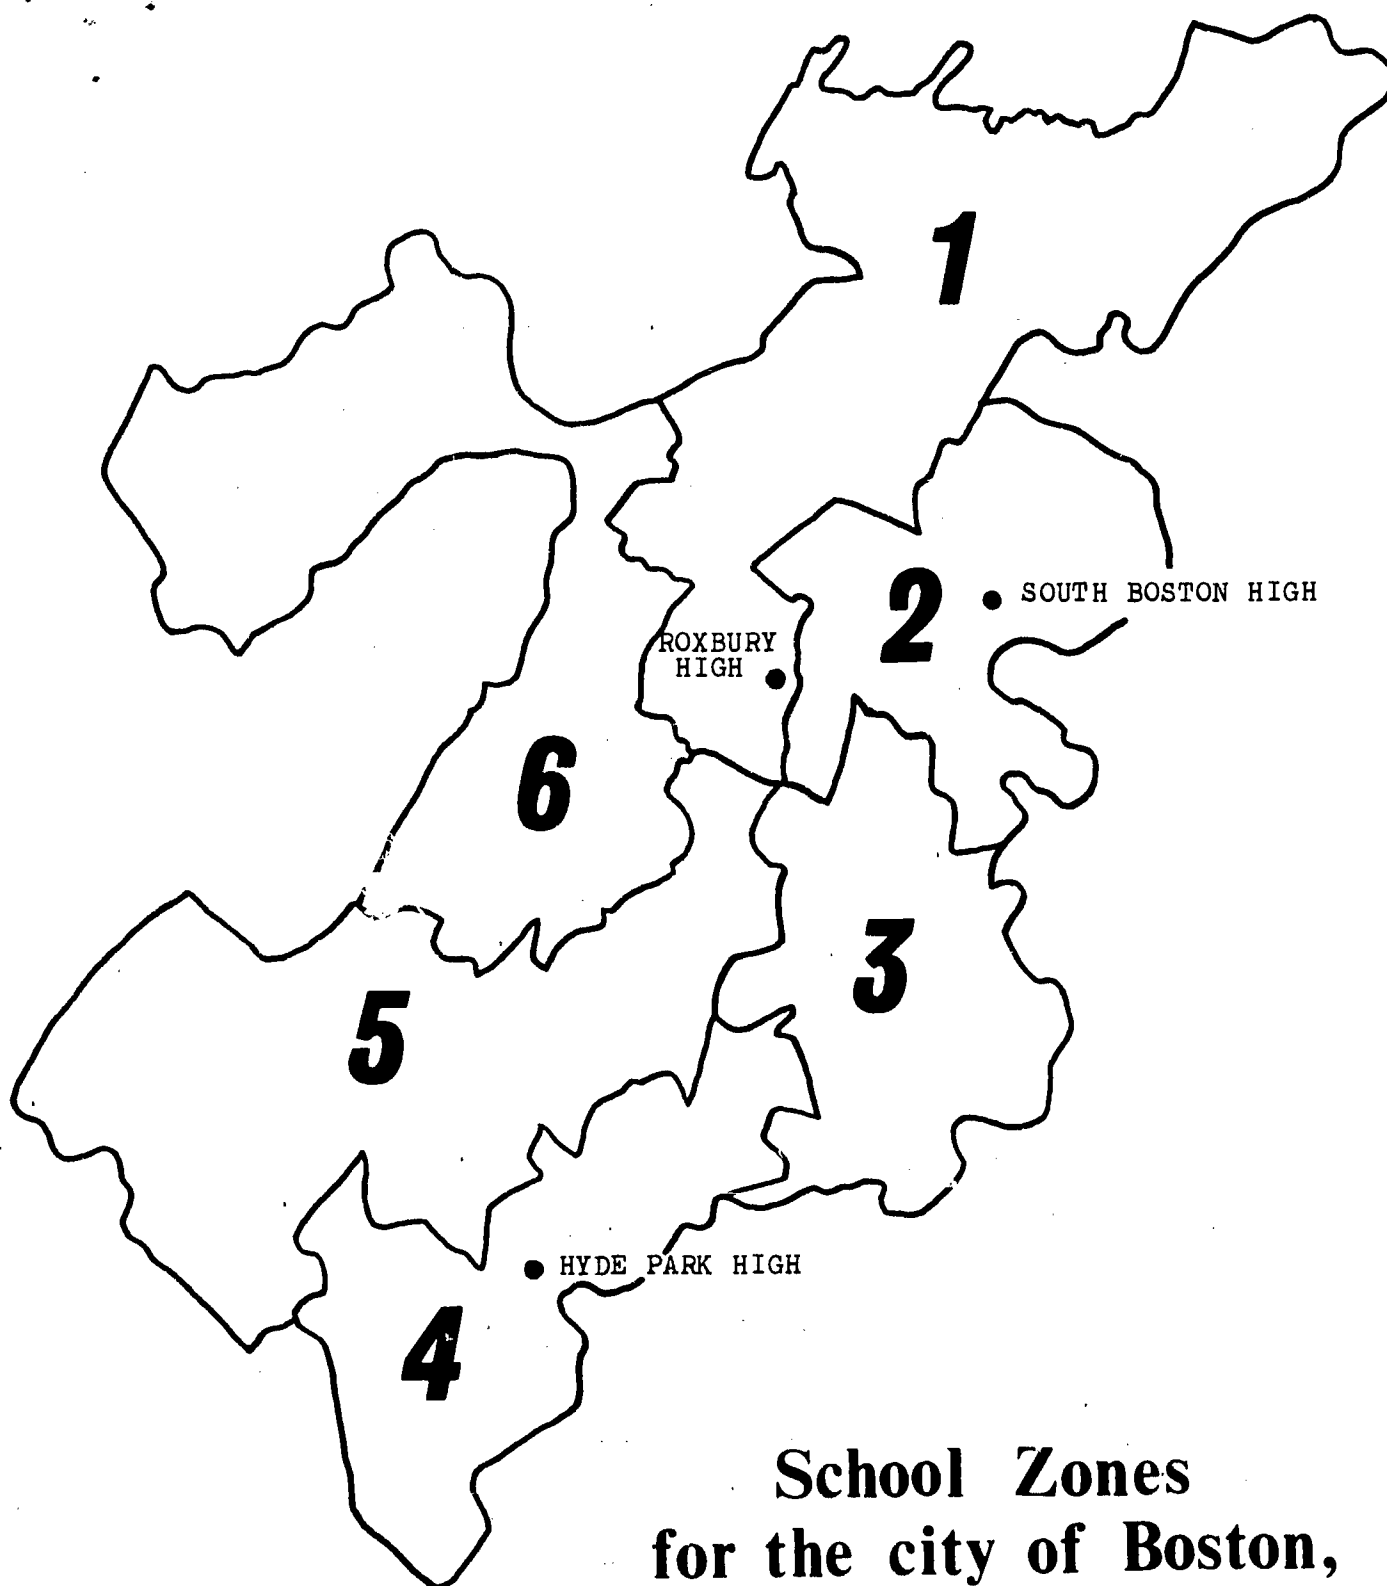 1
2
SOUTH BOSTON HIGH
ROXBURY
HIGH
6
3
5
HYDE PARK HIGH
4
School Zones
for the city of Boston,